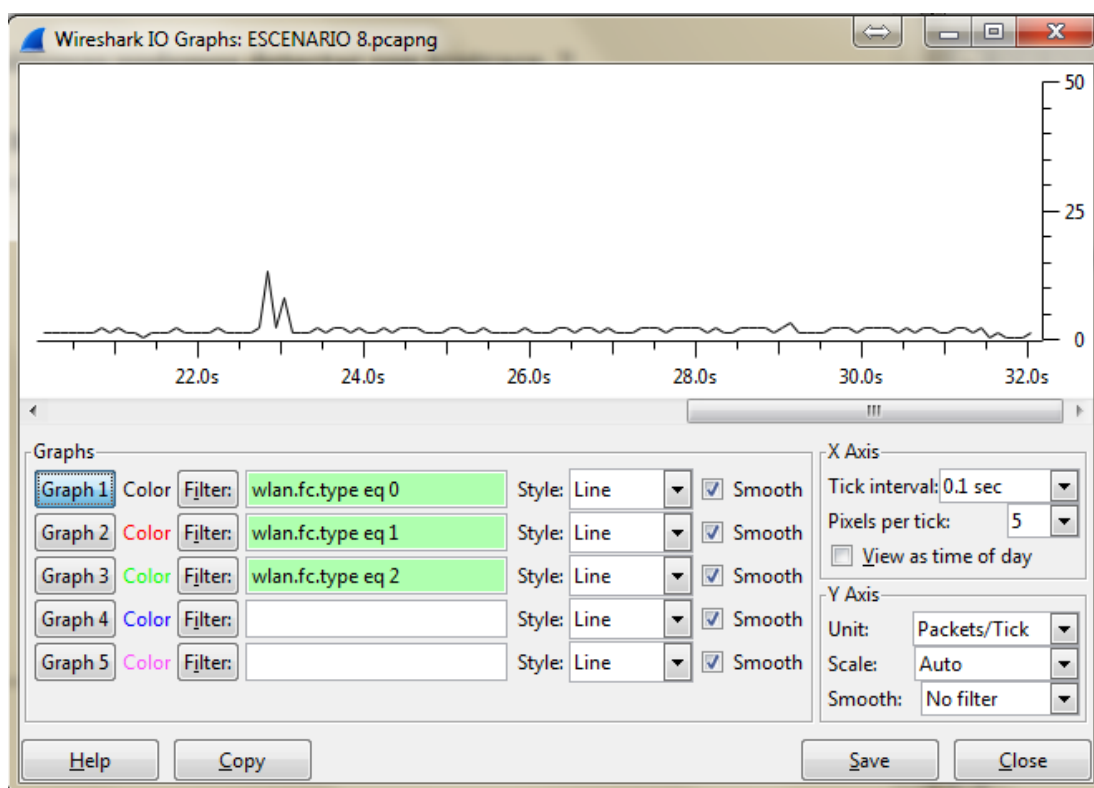 Wireshark IO Graphs: ESCENARIO 8.pcapng
50
25
0
22.0s 24.0s 26.0s 28.0s 30.0s 32.0s
Graphs
Graph 1 Color Filter: wlan.fc.type eq 0 Style: Line Smooth
Graph 2 Color Filter: wlan.fc.type eq 1 Style: Line Smooth
Graph 3 Color Filter: wlan.fc.type eq 2 Style: Line Smooth
Graph 4 Color Filter: Style: Line Smooth
Graph 5 Color Filter: Style: Line Smooth
X Axis
Tick interval: 0.1 sec
Pixels per tick: 5
View as time of day
Y Axis
Unit: Packets/Tick
Scale: Auto
Smooth: No filter
Help Copy Save Close